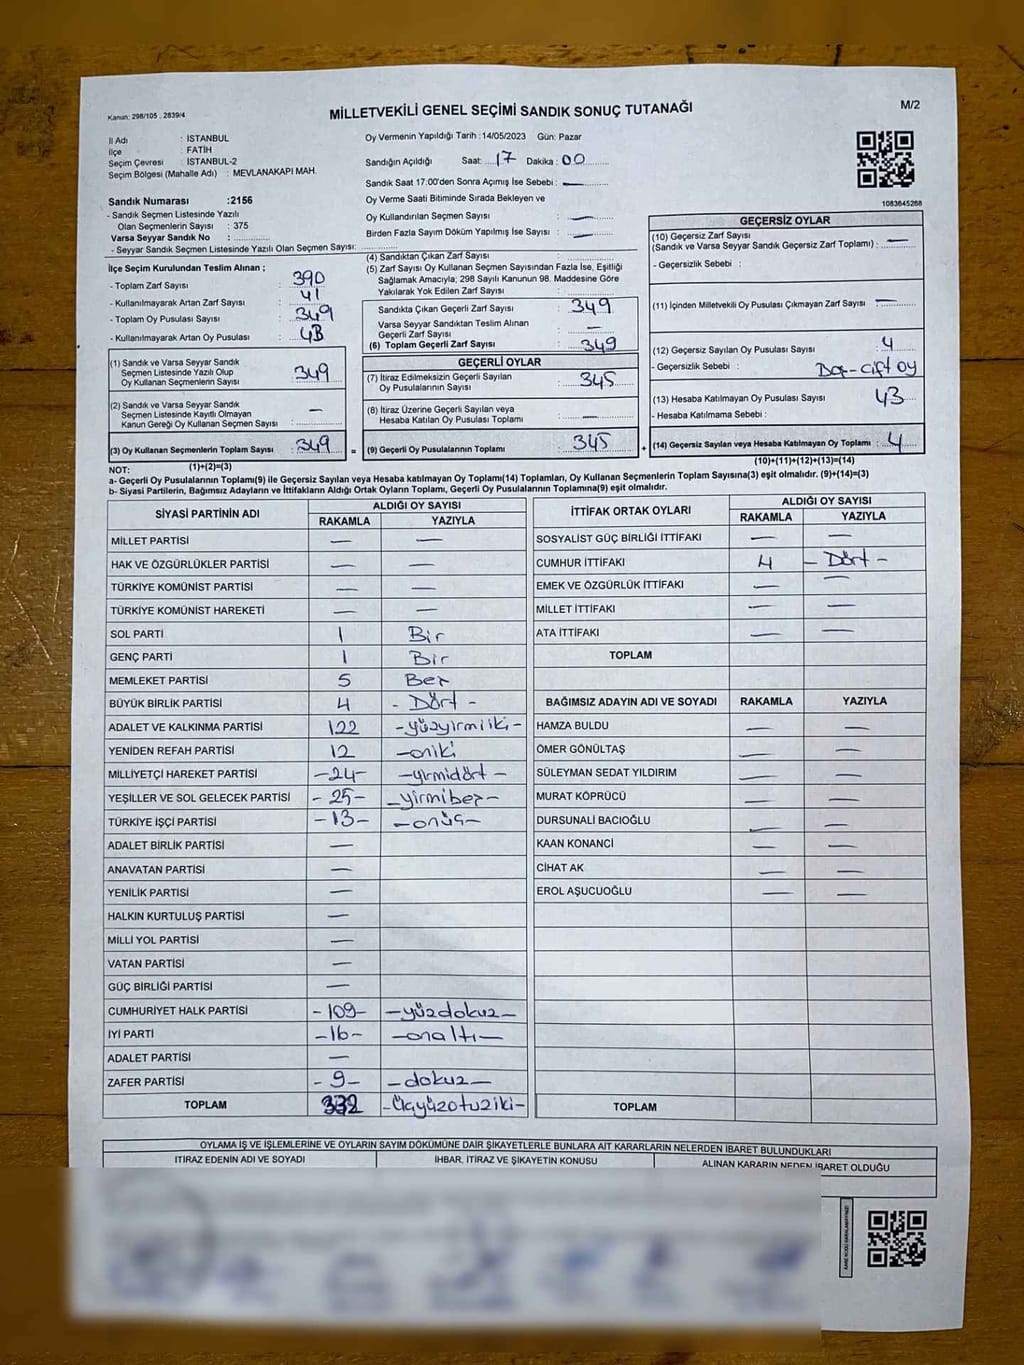 Kanun: 298/105 , 2839/4
MİLLETVEKİLİ GENEL SEÇİMİ SANDIK SONUÇ TUTANAĞI
M/2
İl Adı : İSTANBUL
İlçe : FATİH
Seçim Çevresi : İSTANBUL-2
Seçim Bölgesi (Mahalle Adı) : MEVLANAKAPI MAH.
Oy Vermenin Yapıldığı Tarih : 14/05/2023 Gün: Pazar
Sandığın Açıldığı Saat: 17 Dakika : 00
Sandık Saat 17:00'den Sonra Açımış İse Sebebi : —
Oy Verme Saati Bitiminde Sırada Bekleyen ve
Oy Kullandırılan Seçmen Sayısı : —
Birden Fazla Sayım Döküm Yapılmış İse Sayısı : —
Sandık Numarası :2156
- Sandık Seçmen Listesinde Yazılı
Olan Seçmenlerin Sayısı : 375
Varsa Seyyar Sandık No :
- Seyyar Sandık Seçmen Listesinde Yazılı Olan Seçmen Sayısı:
1083645268
İlçe Seçim Kurulundan Teslim Alınan ;
- Toplam Zarf Sayısı : 390
- Kullanılmayarak Artan Zarf Sayısı : 41
- Toplam Oy Pusulası Sayısı : 349
- Kullanılmayarak Artan Oy Pusulası :
(1) Sandık ve Varsa Seyyar Sandık
Seçmen Listesinde Yazılı Olup
Oy Kullanan Seçmenlerin Sayısı : 349
(2) Sandık ve Varsa Seyyar Sandık
Seçmen Listesinde Kayıtlı Olmayan
Kanun Gereği Oy Kullanan Seçmen Sayısı : —
(3) Oy Kullanan Seçmenlerin Toplam Sayısı : 349
(1)+(2)=(3)
(4) Sandıktan Çıkan Zarf Sayısı :
(5) Zarf Sayısı Oy Kullanan Seçmen Sayısından Fazla İse, Eşitliği
Sağlamak Amacıyla; 298 Sayılı Kanunun 98. Maddesine Göre
Yakılarak Yok Edilen Zarf Sayısı :
Sandıkta Çıkan Geçerli Zarf Sayısı : 349
Varsa Seyyar Sandıktan Teslim Alınan
Geçerli Zarf Sayısı : —
(6) Toplam Geçerli Zarf Sayısı : 349
GEÇERLİ OYLAR
(7) İtiraz Edilmeksizin Geçerli Sayılan
Oy Pusulalarının Sayısı : 345
(8) İtiraz Üzerine Geçerli Sayılan veya
Hesaba Katılan Oy Pusulası Toplamı : —
= (9) Geçerli Oy Pusulalarının Toplamı : 345
GEÇERSİZ OYLAR
(10) Geçersiz Zarf Sayısı
(Sandık ve Varsa Seyyar Sandık Geçersiz Zarf Toplamı) : —
- Geçersizlik Sebebi :
(11) İçinden Milletvekili Oy Pusulası Çıkmayan Zarf Sayısı : —
(12) Geçersiz Sayılan Oy Pusulası Sayısı : 4
- Geçersizlik Sebebi : çift oy
(13) Hesaba Katılmayan Oy Pusulası Sayısı : 43
- Hesaba Katılmama Sebebi :
+ (14) Geçersiz Sayılan veya Hesaba Katılmayan Oy Toplamı : 4
(10)+(11)+(12)+(13)=(14)
NOT:
a- Geçerli Oy Pusulalarının Toplamı(9) ile Geçersiz Sayılan veya Hesaba katılmayan Oy Toplamı(14) Toplamları, Oy Kullanan Seçmenlerin Toplam Sayısına(3) eşit olmalıdır. (9)+(14)=(3)
b- Siyasi Partilerin, Bağımsız Adayların ve İttifakların Aldığı Ortak Oyların Toplamı, Geçerli Oy Pusulalarının Toplamına(9) eşit olmalıdır.
SİYASİ PARTİNİN ADI ALDIĞI OY SAYISI
RAKAMLA YAZIYLA
MİLLET PARTİSİ — —
HAK VE ÖZGÜRLÜKLER PARTİSİ — —
TÜRKİYE KOMÜNİST PARTİSİ — —
TÜRKİYE KOMÜNİST HAREKETİ — —
SOL PARTİ 1 Bir
GENÇ PARTİ 1 Bir
MEMLEKET PARTİSİ 5 Beş
BÜYÜK BİRLİK PARTİSİ 4 - Dört -
ADALET VE KALKINMA PARTİSİ 122 -yüzyirmiiki-
YENİDEN REFAH PARTİSİ 12 -oniki
MİLLİYETÇİ HAREKET PARTİSİ -24- -yirmidört-
YEŞİLLER VE SOL GELECEK PARTİSİ -25- -yirmibeş-
TÜRKİYE İŞÇİ PARTİSİ -13- -onüç-
ADALET BİRLİK PARTİSİ —
ANAVATAN PARTİSİ —
YENİLİK PARTİSİ —
HALKIN KURTULUŞ PARTİSİ —
MİLLİ YOL PARTİSİ —
VATAN PARTİSİ —
GÜÇ BİRLİĞİ PARTİSİ —
CUMHURİYET HALK PARTİSİ -109- -yüzdokuz-
İYİ PARTİ -16- -onaltı-
ADALET PARTİSİ —
ZAFER PARTİSİ -9- -dokuz-
TOPLAM 332 -üçyüzotuziki-
İTTİFAK ORTAK OYLARI ALDIĞI OY SAYISI
RAKAMLA YAZIYLA
SOSYALİST GÜÇ BİRLİĞİ İTTİFAKI — —
CUMHUR İTTİFAKI 4 - Dört -
EMEK VE ÖZGÜRLÜK İTTİFAKI — —
MİLLET İTTİFAKI — —
ATA İTTİFAKI — —
TOPLAM
BAĞIMSIZ ADAYIN ADI VE SOYADI RAKAMLA YAZIYLA
HAMZA BULDU — —
ÖMER GÖNÜLTAŞ — —
SÜLEYMAN SEDAT YILDIRIM — —
MURAT KÖPRÜCÜ — —
DURSUNALİ BACIOĞLU — —
KAAN KONANCİ — —
CİHAT AK — —
EROL AŞUCUOĞLU — —
TOPLAM
OYLAMA İŞ VE İŞLEMLERİNE VE OYLARIN SAYIM DÖKÜMÜNE DAİR ŞİKAYETLERLE BUNLARA AİT KARARLARIN NELERDEN İBARET BULUNDUKLARI
İTİRAZ EDENİN ADI VE SOYADI İHBAR, İTİRAZ VE ŞİKAYETİN KONUSU ALINAN KARARIN NEDEN İBARET OLDUĞU